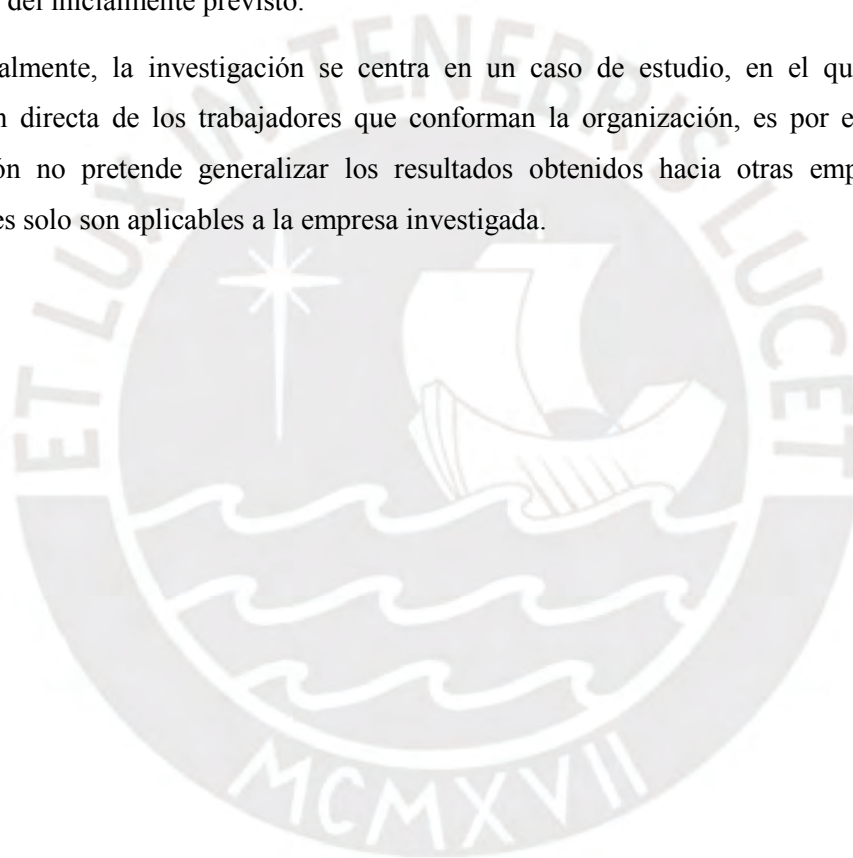 del inicialmente previsto.
almente, la investigación se centra en un caso de estudio, en el qu
n directa de los trabajadores que conforman la organización, es por e
ón no pretende generalizar los resultados obtenidos hacia otras emp
es solo son aplicables a la empresa investigada.
ET LUX IN TENEBRIS LUCET
MCMXVII